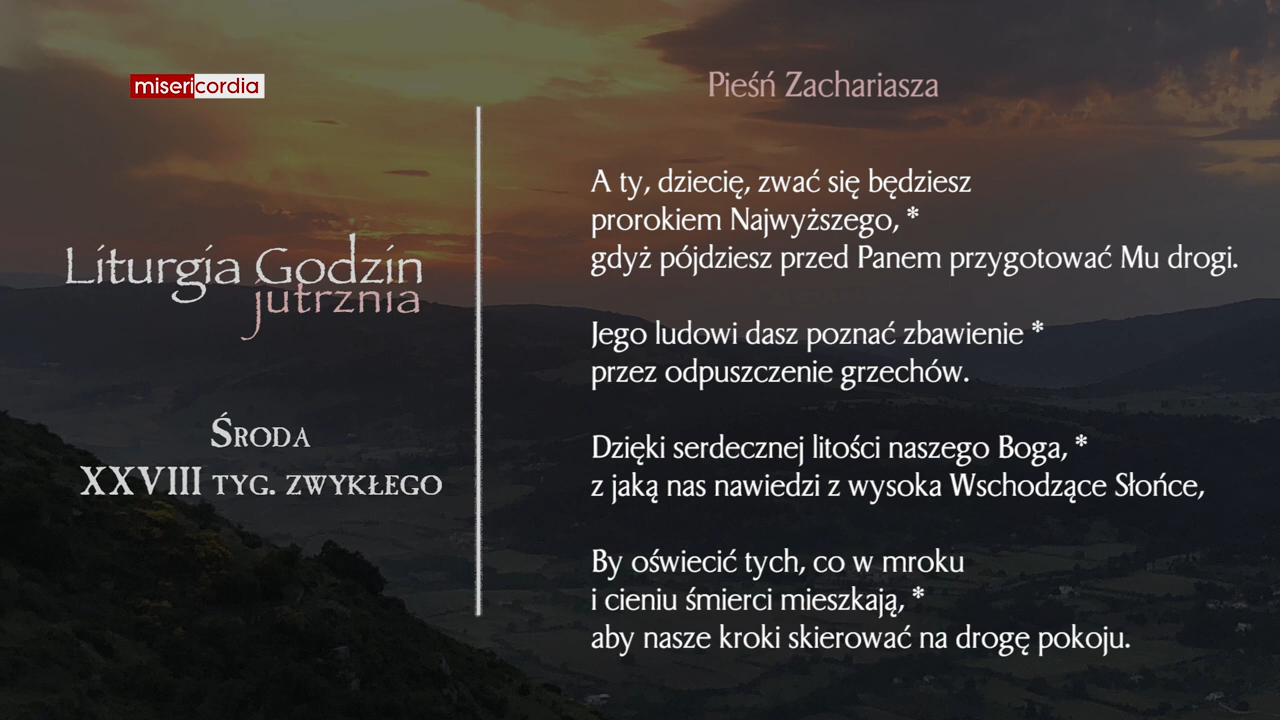 misericordia
Liturgia Godzin
jutrznia
Środa
XXVIII tyg. zwykłego
Pieśń Zachariasza
A ty, dziecię, zwać się będziesz
prorokiem Najwyższego, *
gdyż pójdziesz przed Panem przygotować Mu drogi.
Jego ludowi dasz poznać zbawienie *
przez odpuszczenie grzechów.
Dzięki serdecznej litości naszego Boga, *
z jaką nas nawiedzi z wysoka Wschodzące Słońce,
By oświecić tych, co w mroku
i cieniu śmierci mieszkają, *
aby nasze kroki skierować na drogę pokoju.